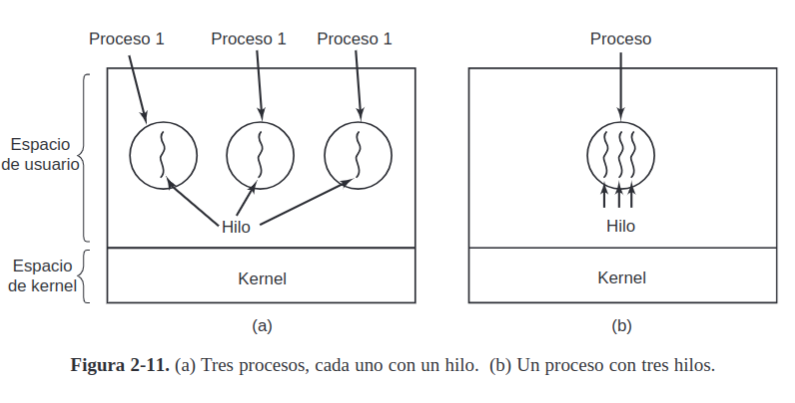 Proceso 1 Proceso 1 Proceso 1 Proceso
Espacio
de usuario
Hilo Hilo
Espacio
de kernel
Kernel Kernel
(a) (b)
Figura 2-11. (a) Tres procesos, cada uno con un hilo. (b) Un proceso con tres hilos.